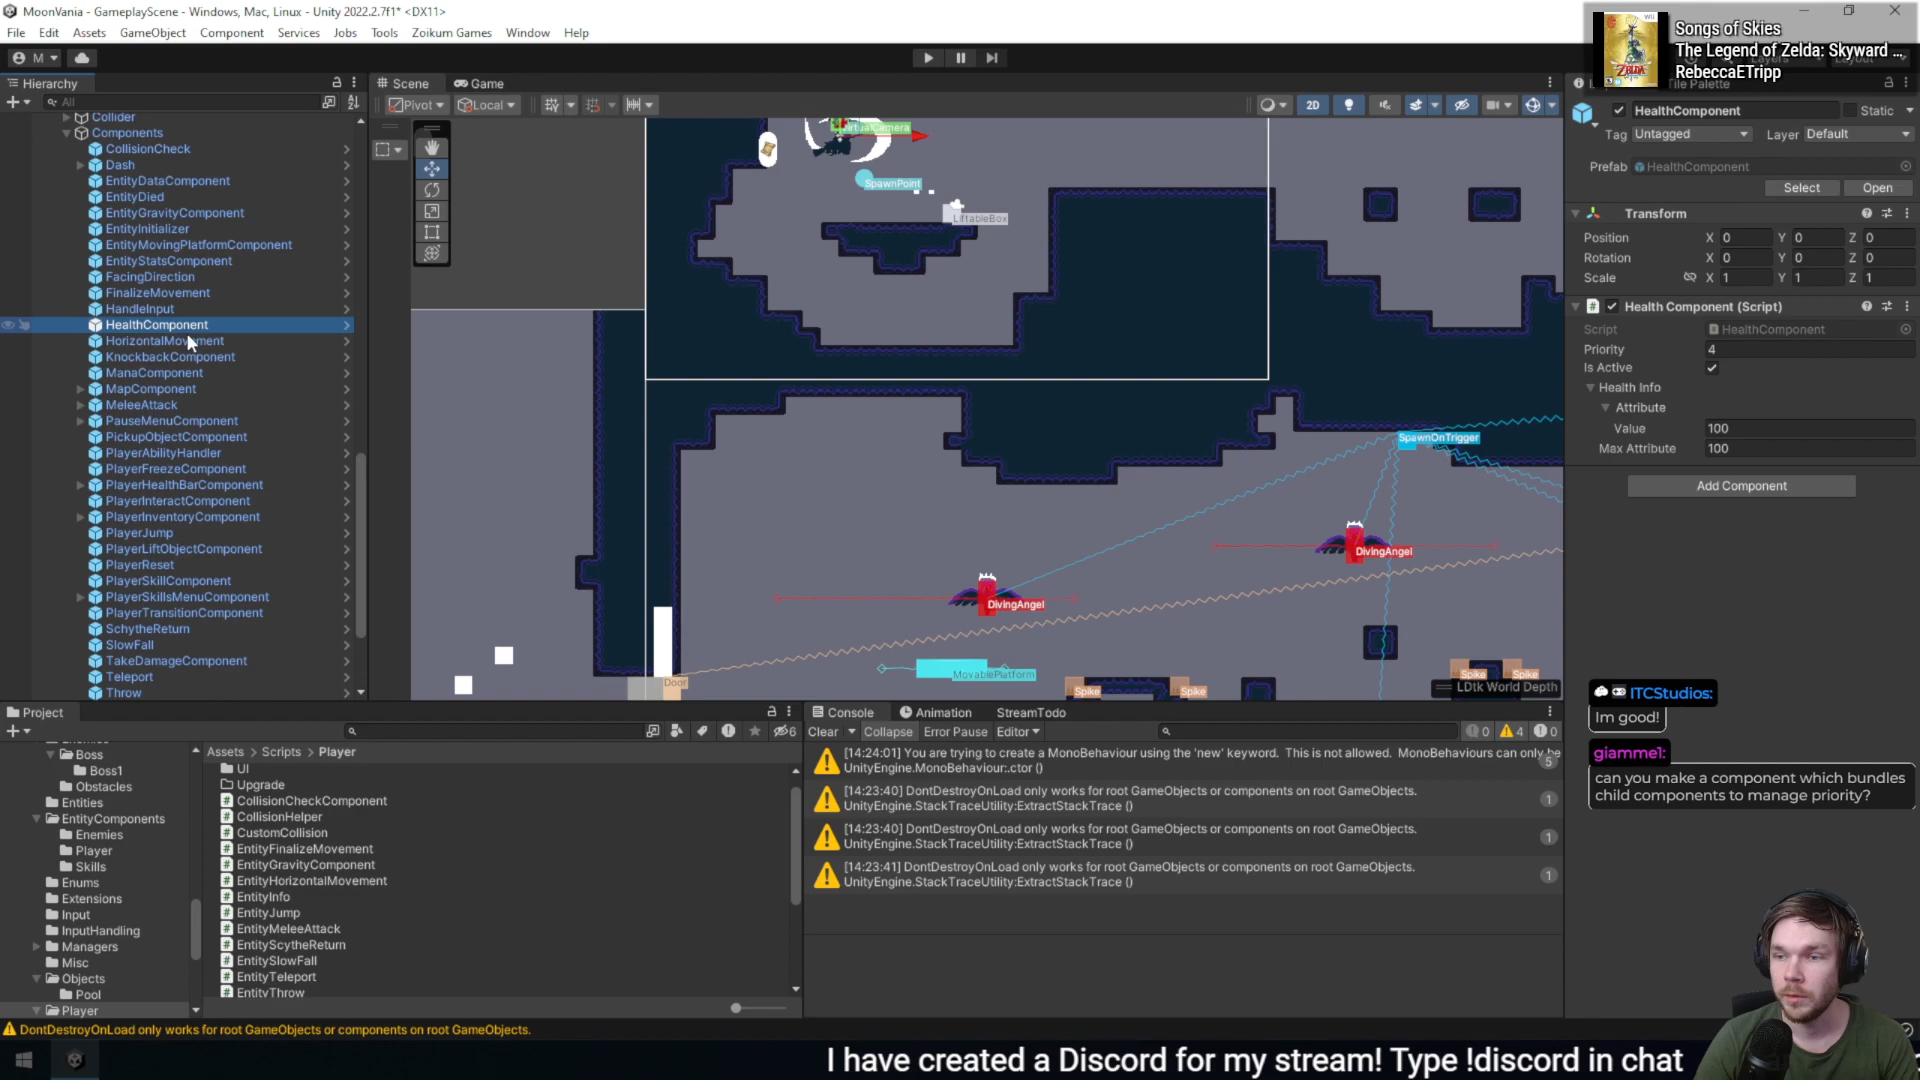 MoonVania - GameplayScene - Windows, Mac, Linux - Unity 2022.2.7f1* <DX11>
File Edit Assets GameObject Component Services Jobs Tools Zoikum Games Window Help
Songs of Skies
The Legend of Zelda: Skyward ...
RebeccaETripp
M
Hierarchy
All
Collider
Components
CollisionCheck
Dash
EntityDataComponent
EntityDied
EntityGravityComponent
EntityInitializer
EntityMovingPlatformComponent
EntityStatsComponent
FacingDirection
FinalizeMovement
HandleInput
HealthComponent
HorizontalMovement
KnockbackComponent
ManaComponent
MapComponent
MeleeAttack
PauseMenuComponent
PickupObjectComponent
PlayerAbilityHandler
PlayerFreezeComponent
PlayerHealthBarComponent
PlayerInteractComponent
PlayerInventoryComponent
PlayerJump
PlayerLiftObjectComponent
PlayerReset
PlayerSkillComponent
PlayerSkillsMenuComponent
PlayerTransitionComponent
SchytheReturn
SlowFall
TakeDamageComponent
Teleport
Throw
Scene Game
Pivot Local 2D
VirtualCamera
SpawnPoint
LiftableBox
SpawnOnTrigger
DivingAngel
DivingAngel
MovablePlatform
Door
Spike
Spike
Spike
Spike
LDtk World Depth
Tile Palette
HealthComponent Static
Tag Untagged Layer Default
Prefab HealthComponent
Select Open
Transform
Position X 0 Y 0 Z 0
Rotation X 0 Y 0 Z 0
Scale X 1 Y 1 Z 1
Health Component (Script)
Script HealthComponent
Priority 4
Is Active
Health Info
Attribute
Value 100
Max Attribute 100
Add Component
ITCStudios:
Im good!
giamme1:
can you make a component which bundles
child components to manage priority?
Project
6
Boss
Boss1
Obstacles
Entities
EntityComponents
Enemies
Player
Skills
Enums
Extensions
Input
InputHandling
Managers
Misc
Objects
Pool
Player
Assets > Scripts > Player
UI
Upgrade
CollisionCheckComponent
CollisionHelper
CustomCollision
EntityFinalizeMovement
EntityGravityComponent
EntityHorizontalMovement
EntityInfo
EntityJump
EntityMeleeAttack
EntityScytheReturn
EntitySlowFall
EntityTeleport
EntityThrow
Console Animation StreamTodo
Clear Collapse Error Pause Editor 0 4 0
[14:24:01] You are trying to create a MonoBehaviour using the 'new' keyword. This is not allowed. MonoBehaviours can only be
UnityEngine.MonoBehaviour:.ctor ()
5
[14:23:40] DontDestroyOnLoad only works for root GameObjects or components on root GameObjects.
UnityEngine.StackTraceUtility:ExtractStackTrace ()
1
[14:23:40] DontDestroyOnLoad only works for root GameObjects or components on root GameObjects.
UnityEngine.StackTraceUtility:ExtractStackTrace ()
1
[14:23:41] DontDestroyOnLoad only works for root GameObjects or components on root GameObjects.
UnityEngine.StackTraceUtility:ExtractStackTrace ()
1
DontDestroyOnLoad only works for root GameObjects or components on root GameObjects.
I have created a Discord for my stream! Type !discord in chat